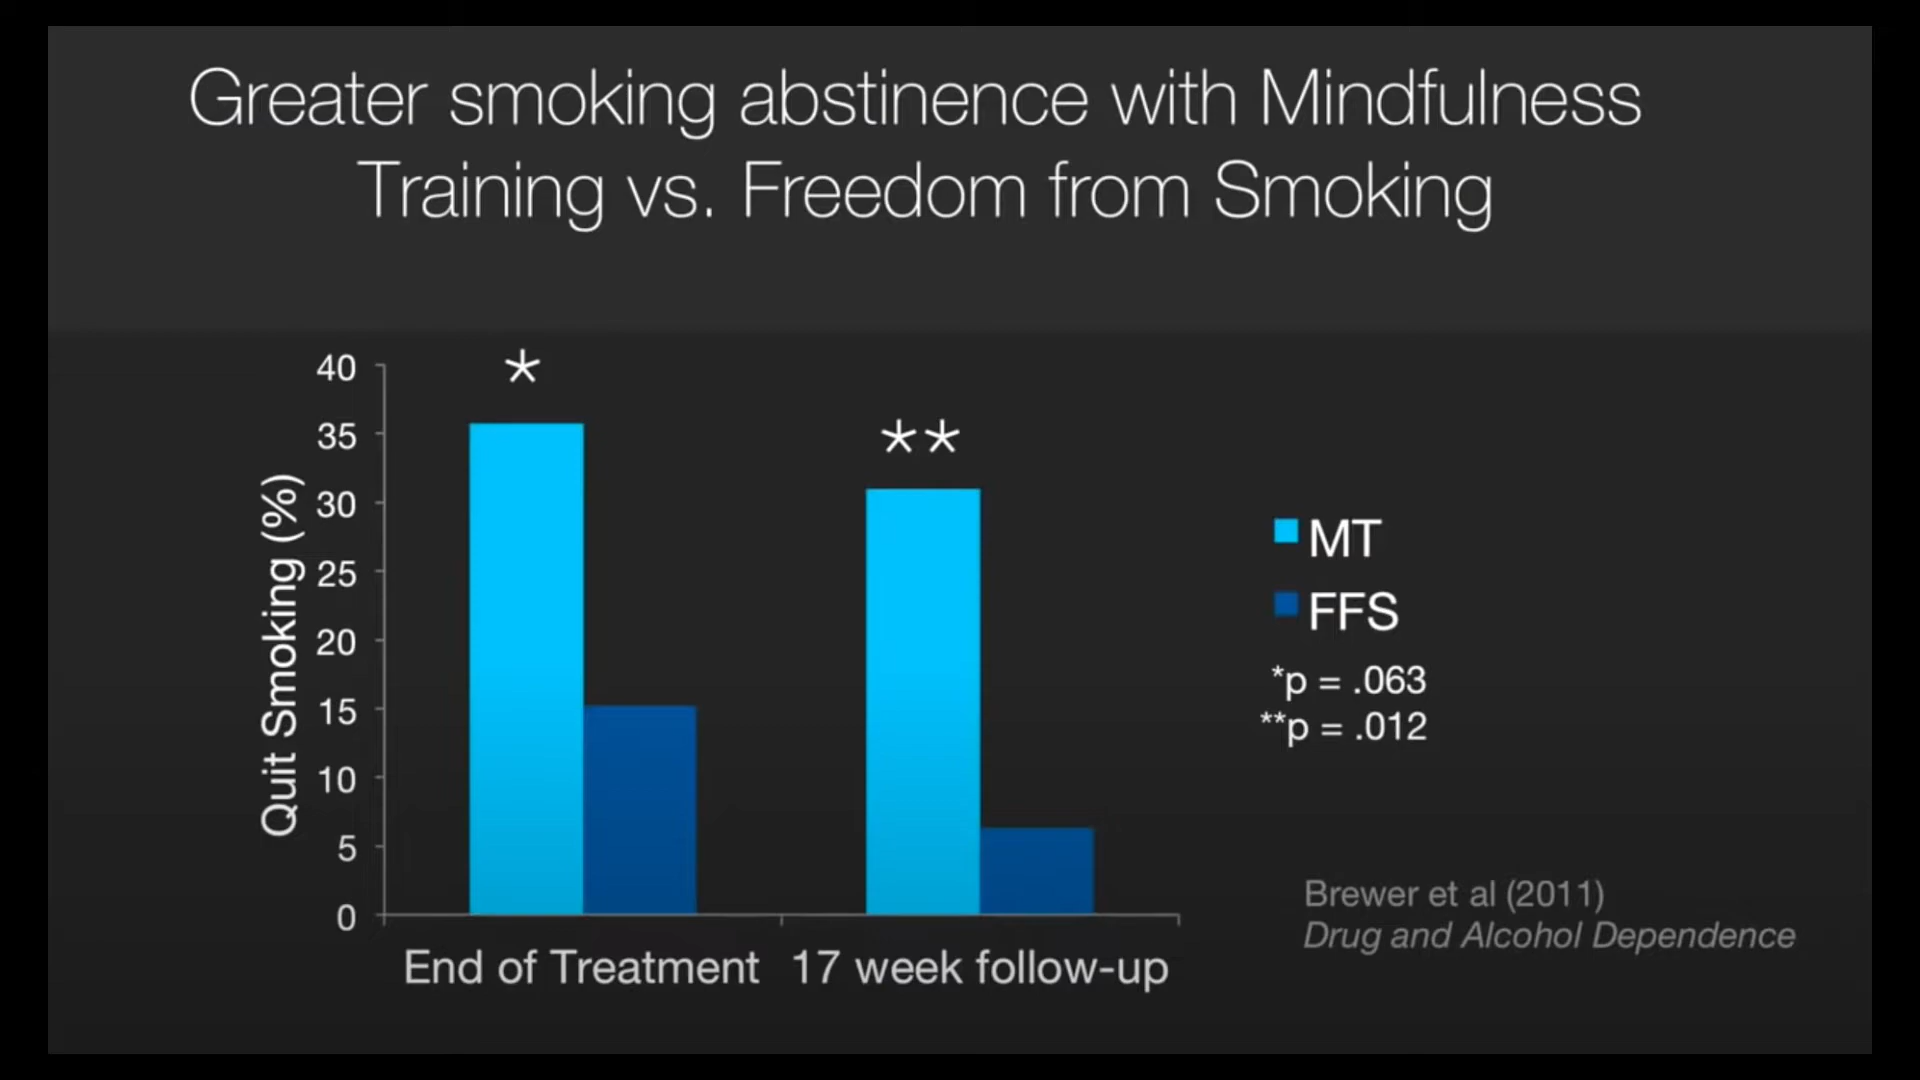 Greater smoking abstinence with Mindfulness
Training vs. Freedom from Smoking
Quit Smoking (%)
40
35
30
25
20
15
10
5
0
*
**
End of Treatment
17 week follow-up
MT
FFS
*p = .063
**p = .012
Brewer et al (2011)
Drug and Alcohol Dependence